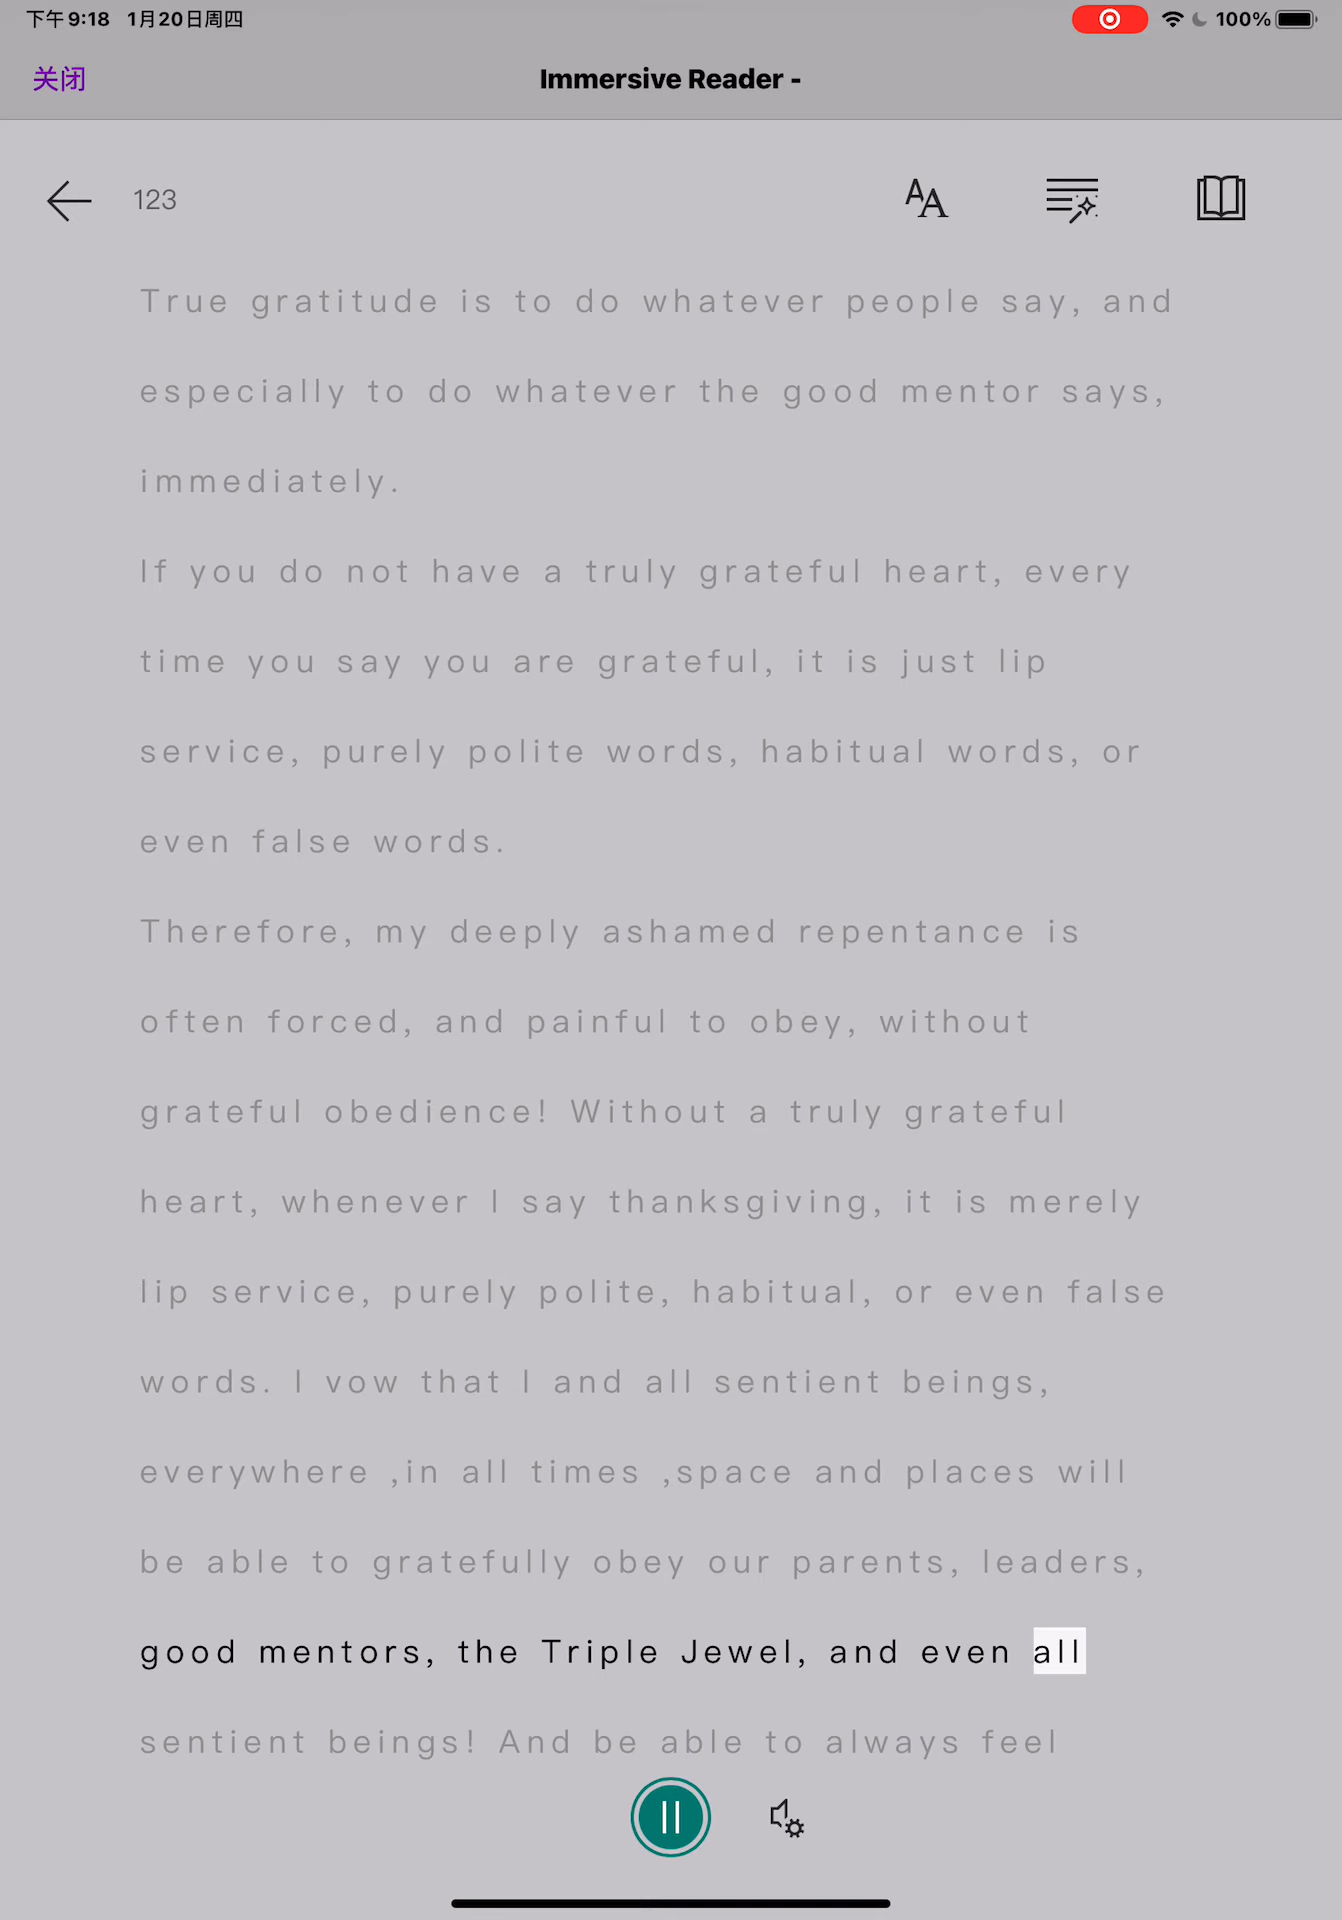 下午9:18 1月20日周四
100%
关闭
Immersive Reader -
123
AA
True gratitude is to do whatever people say, and
especially to do whatever the good mentor says,
immediately.
If you do not have a truly grateful heart, every
time you say you are grateful, it is just lip
service, purely polite words, habitual words, or
even false words.
Therefore, my deeply ashamed repentance is
often forced, and painful to obey, without
grateful obedience! Without a truly grateful
heart, whenever I say thanksgiving, it is merely
lip service, purely polite, habitual, or even false
words. I vow that I and all sentient beings,
everywhere ,in all times ,space and places will
be able to gratefully obey our parents, leaders,
good mentors, the Triple Jewel, and even all
sentient beings! And be able to always feel